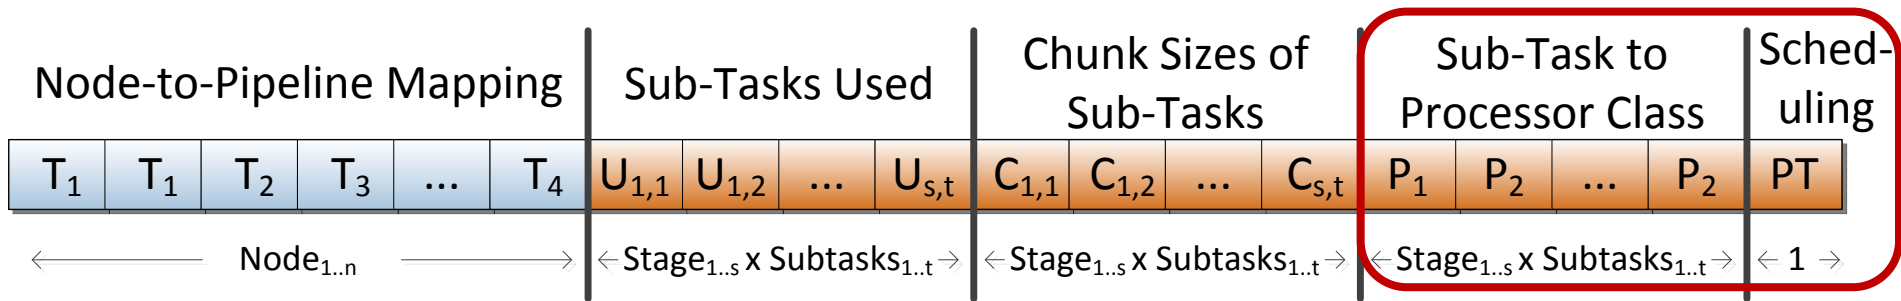 Node-to-Pipeline Mapping
Sub-Tasks Used
Chunk Sizes of
Sub-Tasks
Sub-Task to
Processor Class
Sched-
uling
T₁ T₁ T₂ T₃ ... T₄ U₁,₁ U₁,₂ ... Uₛ,ₜ C₁,₁ C₁,₂ ... Cₛ,ₜ P₁ P₂ ... P₂ PT
Node₁..ₙ
Stage₁..ₛ x Subtasks₁..ₜ
Stage₁..ₛ x Subtasks₁..ₜ
Stage₁..ₛ x Subtasks₁..ₜ
1